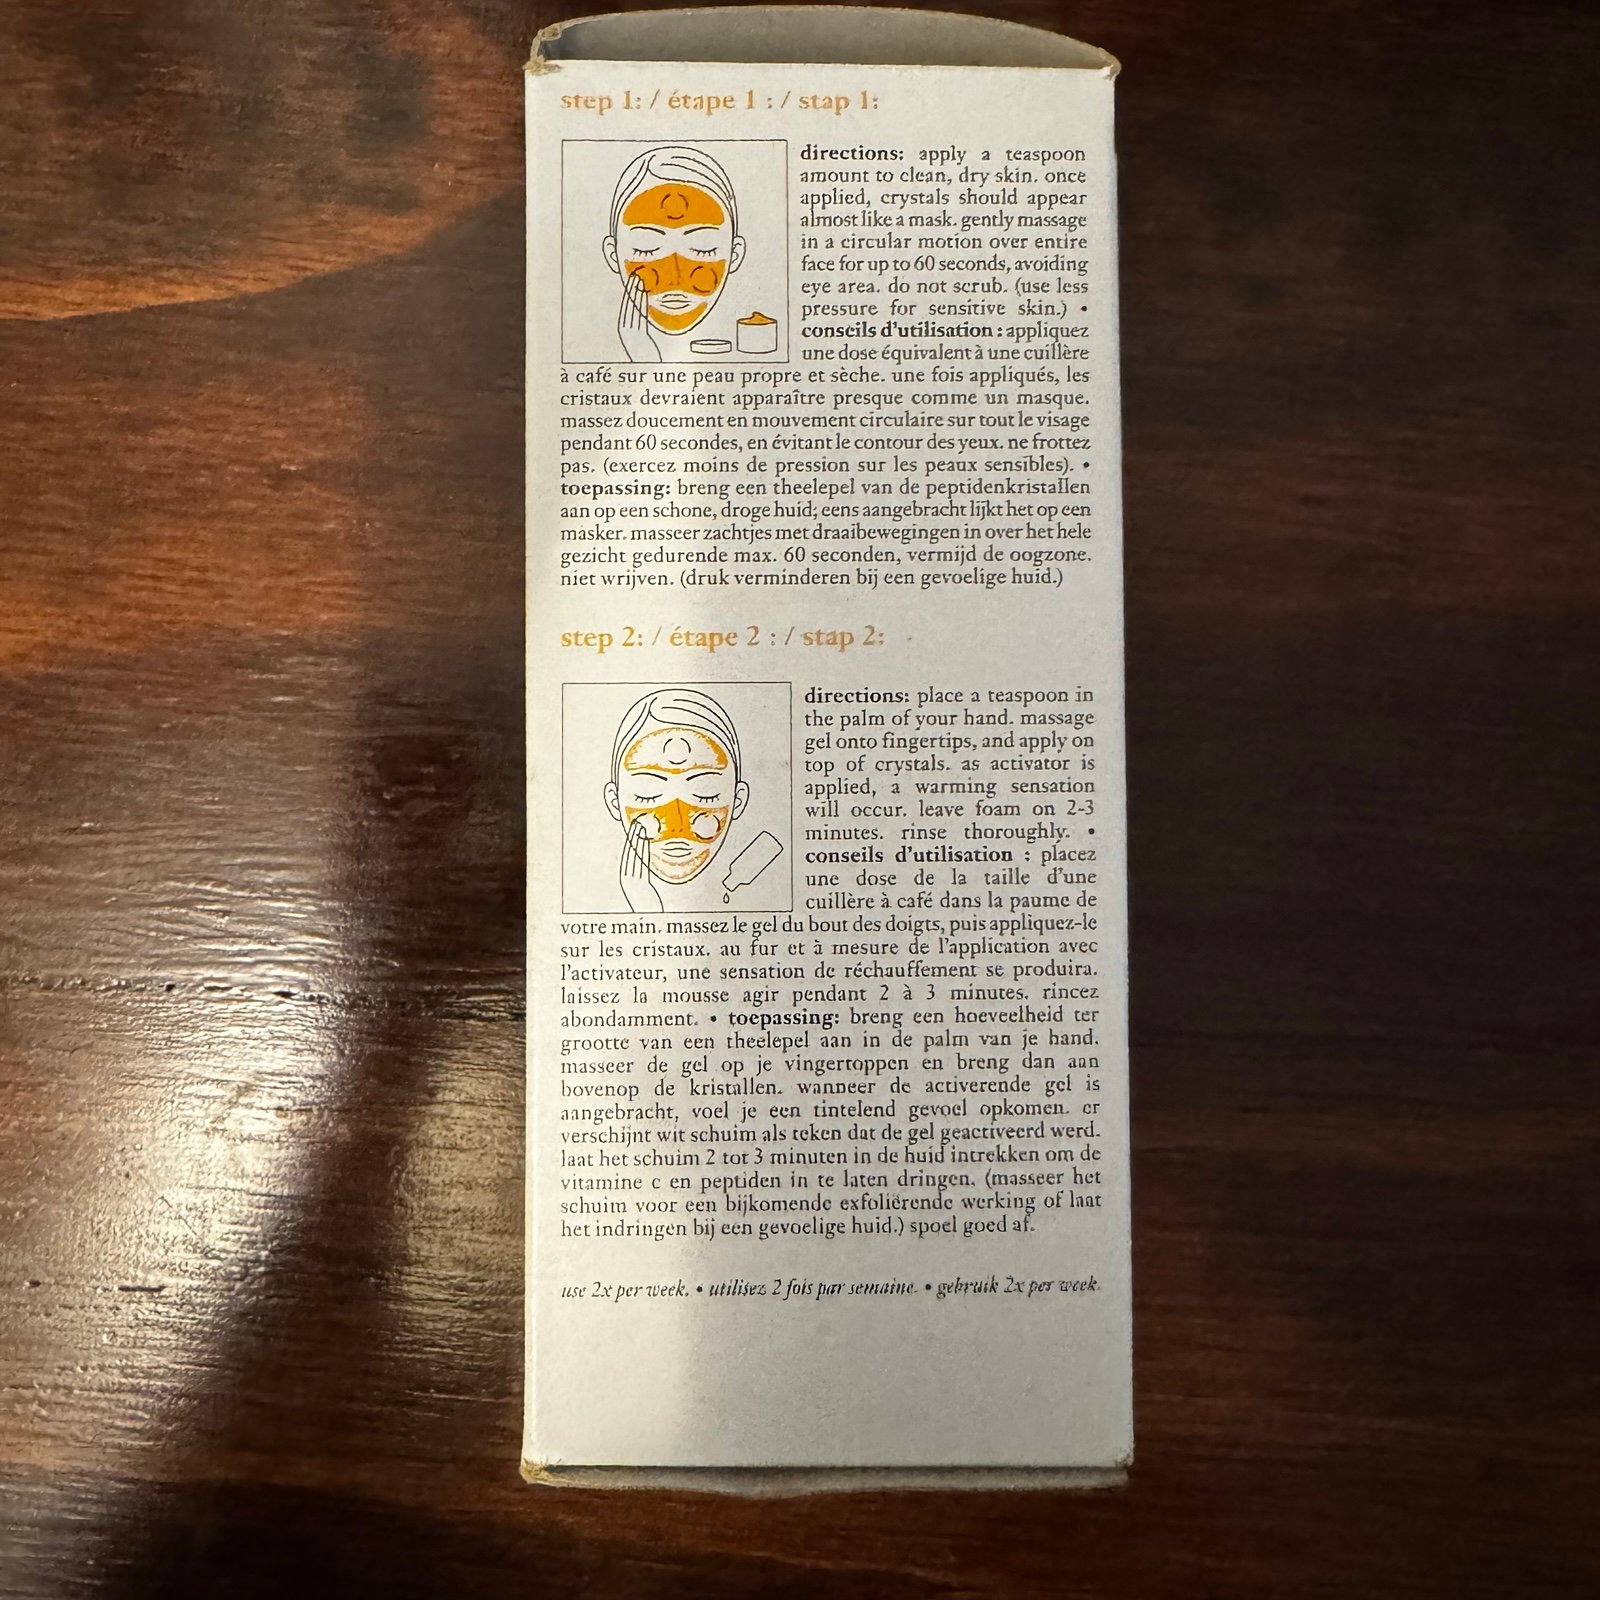 step 1: / étape 1 : / stap 1:
directions: apply a teaspoon
amount to clean, dry skin. once
applied, crystals should appear
almost like a mask. gently massage
in a circular motion over entire
face for up to 60 seconds, avoiding
eye area. do not scrub. (use less
pressure for sensitive skin.) •
conseils d'utilisation : appliquez
une dose équivalent à une cuillère
à café sur une peau propre et sèche. une fois appliqués, les
cristaux devraient apparaître presque comme un masque.
massez doucement en mouvement circulaire sur tout le visage
pendant 60 secondes, en évitant le contour des yeux. ne frottez
pas. (exercez moins de pression sur les peaux sensibles). •
toepassing: breng een theelepel van de peptidenkristallen
aan op een schone, droge huid; eens aangebracht lijkt het op een
masker. masseer zachtjes met draaibewegingen in over het hele
gezicht gedurende max. 60 seconden, vermijd de oogzone.
niet wrijven. (druk verminderen bij een gevoelige huid.)
step 2: / étape 2 : / stap 2:
directions: place a teaspoon in
the palm of your hand. massage
gel onto fingertips, and apply on
top of crystals. as activator is
applied, a warming sensation
will occur. leave foam on 2-3
minutes. rinse thoroughly. •
conseils d'utilisation : placez
une dose de la taille d'une
cuillère à café dans la paume de
votre main. massez le gel du bout des doigts, puis appliquez-le
sur les cristaux. au fur et à mesure de l'application avec
l'activateur, une sensation de réchauffement se produira.
laissez la mousse agir pendant 2 à 3 minutes. rincez
abondamment. • toepassing: breng een hoeveelheid ter
grootte van een theelepel aan in de palm van je hand.
masseer de gel op je vingertoppen en breng dan aan
bovenop de kristallen. wanneer de activerende gel is
aangebracht, voel je een tintelend gevoel opkomen. er
verschijnt wit schuim als teken dat de gel geactiveerd werd.
laat het schuim 2 tot 3 minuten in de huid intrekken om de
vitamine c en peptiden in te laten dringen. (masseer het
schuim voor een bijkomende exfoliërende werking of laat
het indringen bij een gevoelige huid.) spoel goed af.
use 2x per week. • utilisez 2 fois par semaine. • gebruik 2x per week.